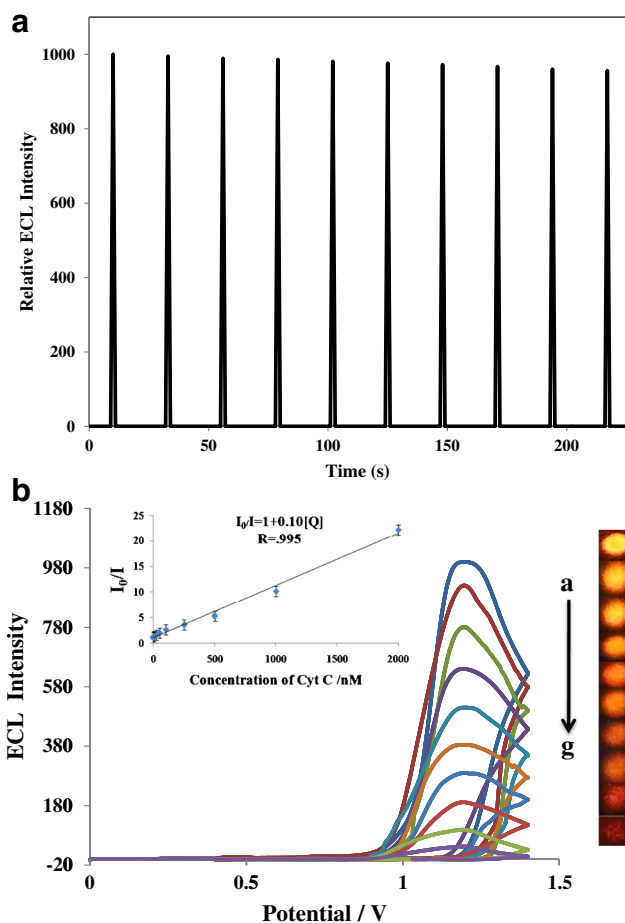 a
1000
800
600
400
200
0
Relative ECL Intensity
0 50 100 150 200
Time (s)
b
1180
980
780
580
380
180
-20
ECL Intensity
I₀/I=1+0.10[Q]
R=.995
25
20
15
10
5
0
I₀/I
0 500 1000 2000
Concentration of Cyt C /nM
a
g
0 0.5 1 1.5
Potential / V